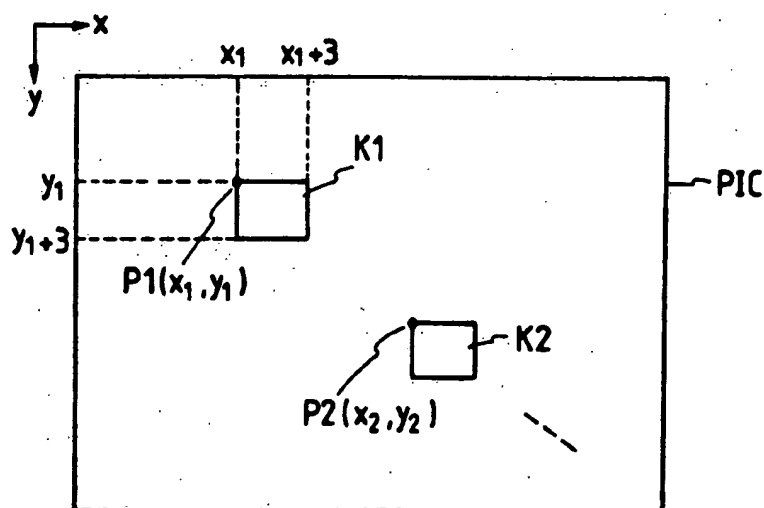 x
x₁ x₁+3
y
K1
y₁
PIC
y₁+3
P1(x₁,y₁)
K2
P2(x₂,y₂)